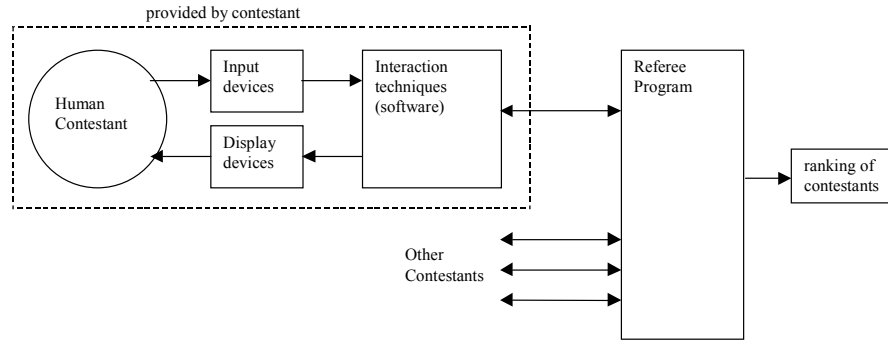 provided by contestant
Human
Contestant
Input
devices
Display
devices
Interaction
techniques
(software)
Referee
Program
ranking of
contestants
Other
Contestants